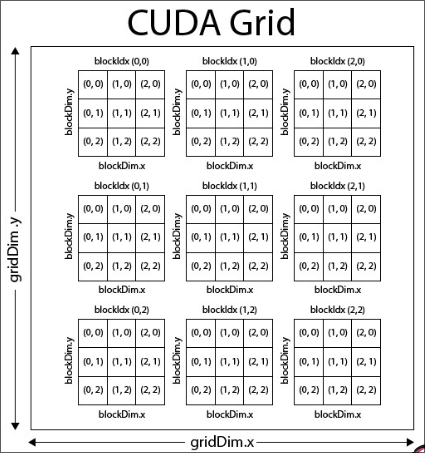 CUDA Grid
blockIdx (0,0) blockIdx (1,0) blockIdx (2,0)
(0, 0) (1, 0) (2, 0) (0, 0) (1, 0) (2, 0) (0, 0) (1, 0) (2, 0)
blockDim.y (0, 1) (1, 1) (2, 1) blockDim.y (0, 1) (1, 1) (2, 1) blockDim.y (0, 1) (1, 1) (2, 1)
(0, 2) (1, 2) (2, 2) (0, 2) (1, 2) (2, 2) (0, 2) (1, 2) (2, 2)
blockDim.x blockDim.x blockDim.x
blockIdx (0,1) blockIdx (1,1) blockIdx (2,1)
(0, 0) (1, 0) (2, 0) (0, 0) (1, 0) (2, 0) (0, 0) (1, 0) (2, 0)
gridDim.y blockDim.y (0, 1) (1, 1) (2, 1) blockDim.y (0, 1) (1, 1) (2, 1) blockDim.y (0, 1) (1, 1) (2, 1)
(0, 2) (1, 2) (2, 2) (0, 2) (1, 2) (2, 2) (0, 2) (1, 2) (2, 2)
blockDim.x blockDim.x blockDim.x
blockIdx (0,2) blockIdx (1,2) blockIdx (2,2)
(0, 0) (1, 0) (2, 0) (0, 0) (1, 0) (2, 0) (0, 0) (1, 0) (2, 0)
blockDim.y (0, 1) (1, 1) (2, 1) blockDim.y (0, 1) (1, 1) (2, 1) blockDim.y (0, 1) (1, 1) (2, 1)
(0, 2) (1, 2) (2, 2) (0, 2) (1, 2) (2, 2) (0, 2) (1, 2) (2, 2)
blockDim.x blockDim.x blockDim.x
gridDim.x